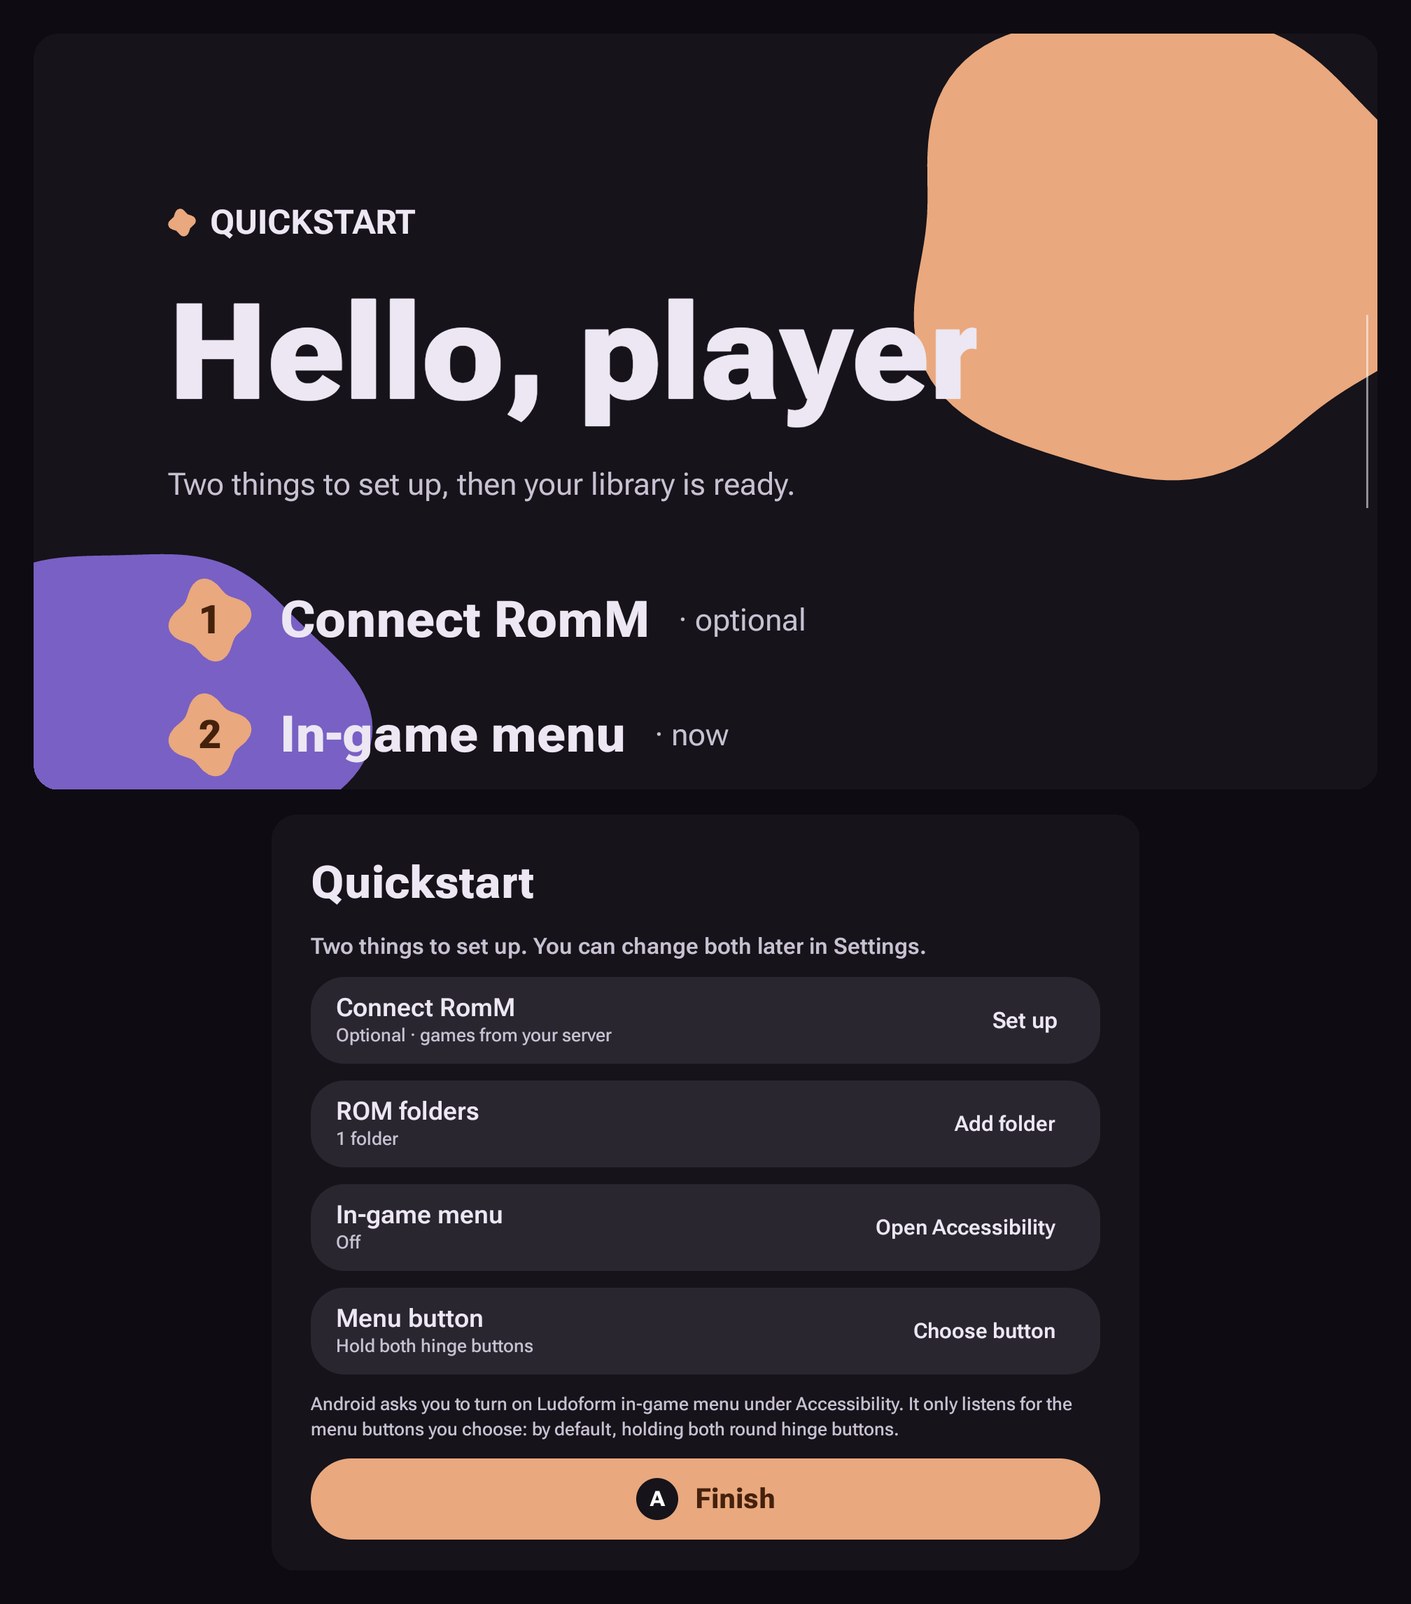 QUICKSTART
Hello, player
Two things to set up, then your library is ready.
1 Connect RomM · optional
2 In-game menu · now
Quickstart
Two things to set up. You can change both later in Settings.
Connect RomM
Optional · games from your server
Set up
ROM folders
1 folder
Add folder
In-game menu
Off
Open Accessibility
Menu button
Hold both hinge buttons
Choose button
Android asks you to turn on Ludoform in-game menu under Accessibility. It only listens for the
menu buttons you choose: by default, holding both round hinge buttons.
A Finish